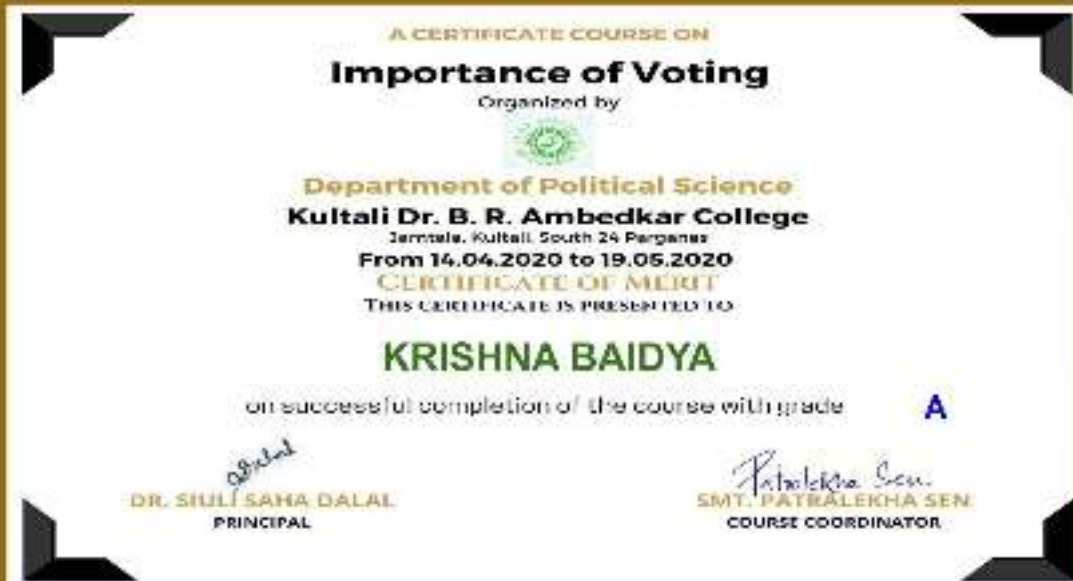 A CERTIFICATE COURSE ON
Importance of Voting
Organized by
Department of Political Science
Kultali Dr. B. R. Ambedkar College
Jamtala, Kultali, South 24 Parganas
From 14.04.2020 to 19.05.2020
CERTIFICATE OF MERIT
THIS CERTIFICATE IS PRESENTED TO
KRISHNA BAIDYA
on successful completion of the course with grade A
Patralekha Sen.
DR. SIULI SAHA DALAL SMT. PATRALEKHA SEN
PRINCIPAL COURSE COORDINATOR